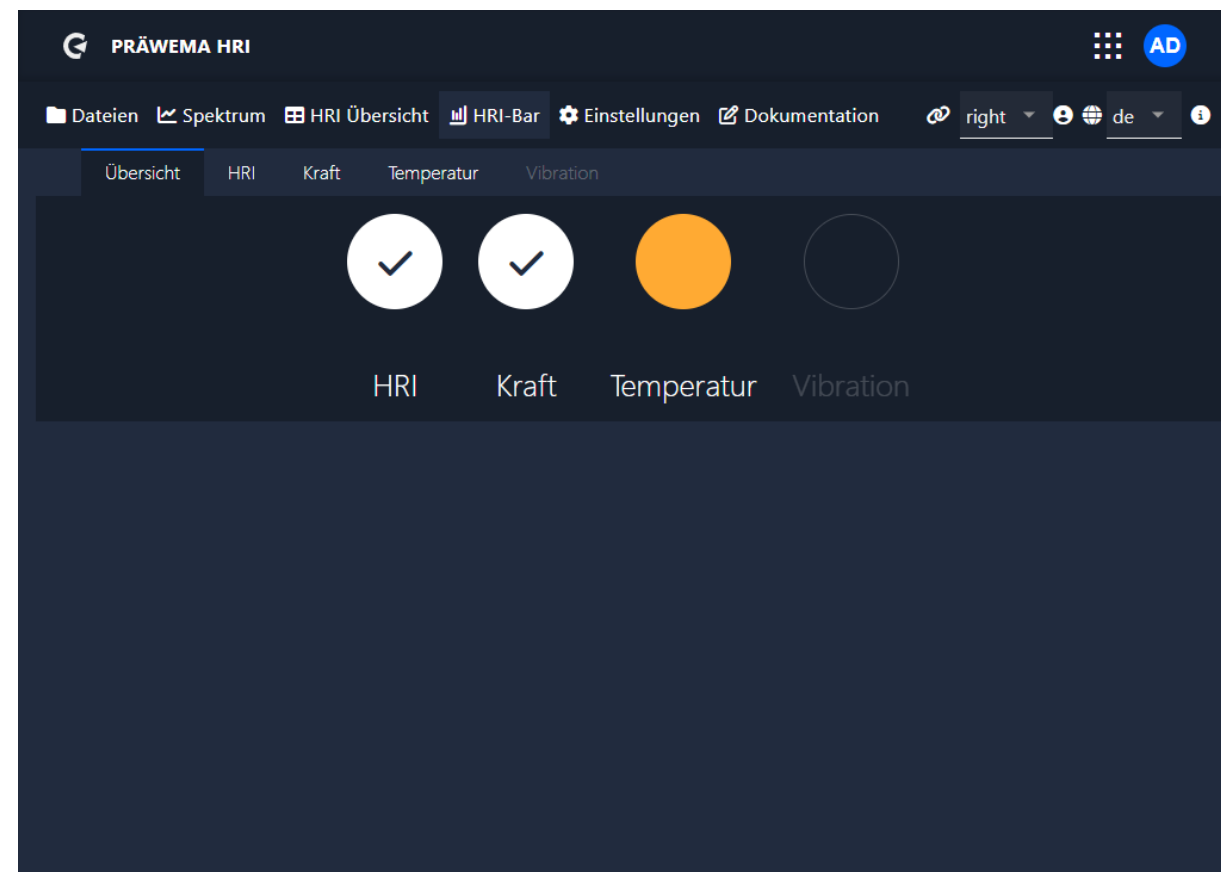 PRÄWEMA HRI
AD
Dateien Spektrum HRI Übersicht HRI-Bar Einstellungen Dokumentation right de
Übersicht HRI Kraft Temperatur Vibration
HRI Kraft Temperatur Vibration